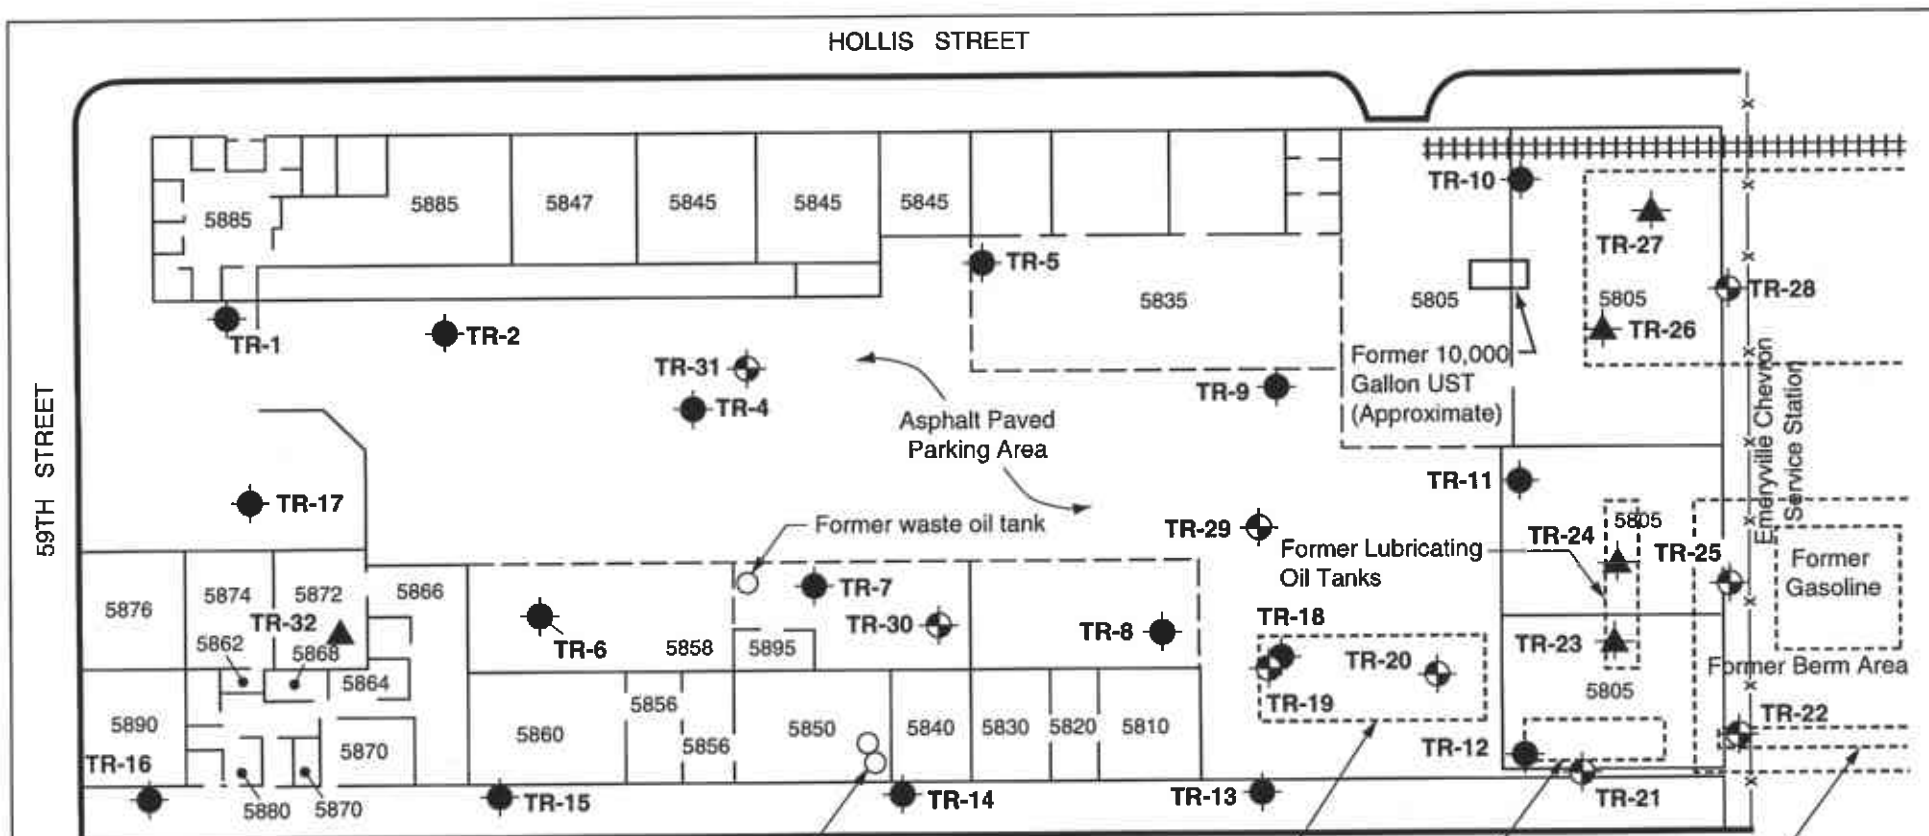 HOLLIS STREET
TR-10
5885
5885
5847
5845
5845
5845
TR-27
TR-5
5835
5805
5805
TR-28
TR-1
TR-2
TR-26
TR-31
TR-4
TR-9
Former 10,000
Gallon UST
(Approximate)
Asphalt Paved
Parking Area
Emeryville Chevron
Service Station
59TH STREET
TR-17
TR-11
Former waste oil tank
TR-29
TR-24
5805
TR-25
Former Lubricating
Oil Tanks
Former
Gasoline
5876
5874
5872
5866
TR-7
TR-32
TR-30
TR-8
TR-18
5862
5868
TR-6
5858
5895
TR-20
TR-23
Former Berm Area
5864
TR-19
5805
5890
5860
5856
5856
5850
5840
5830
5820
5810
TR-22
5870
TR-12
TR-16
TR-15
TR-14
TR-13
TR-21
5880
5870